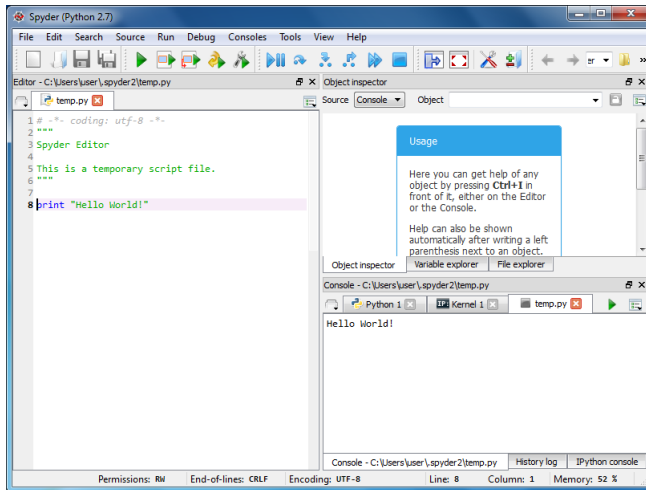 Spyder (Python 2.7)
File Edit Search Source Run Debug Consoles Tools View Help
Editor - C:\Users\user\.spyder2\temp.py
temp.py
1 # -*- coding: utf-8 -*-
2 """
3 Spyder Editor
4
5 This is a temporary script file.
6 """
7
8 print "Hello World!"
Object inspector
Source Console Object
Usage
Here you can get help of any
object by pressing Ctrl+I in
front of it, either on the Editor
or the Console.
Help can also be shown
automatically after writing a left
parenthesis next to an object.
Object inspector Variable explorer File explorer
Console - C:\Users\user\.spyder2\temp.py
Python 1 IP: Kernel 1 temp.py
Hello World!
Console - C:\Users\user\.spyder2\temp.py History log IPython console
Permissions: RW End-of-lines: CRLF Encoding: UTF-8 Line: 8 Column: 1 Memory: 52 %